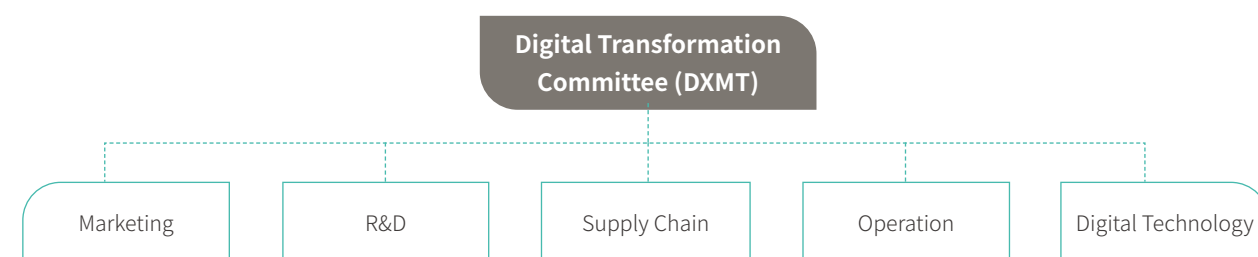 Digital Transformation
Committee (DXMT)
Marketing
R&D
Supply Chain
Operation
Digital Technology